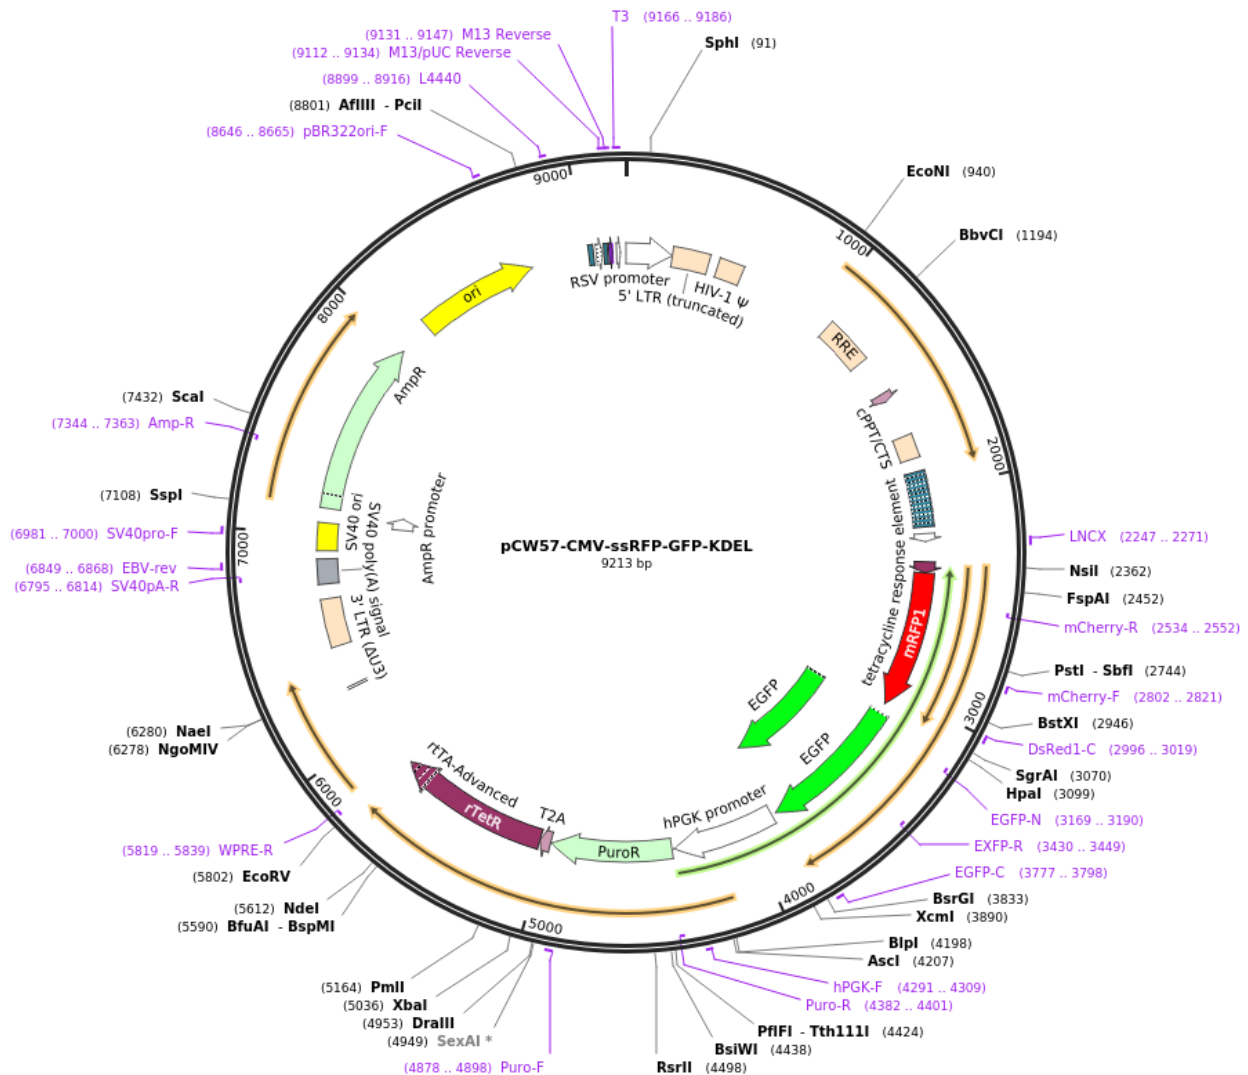 T3 (9166 .. 9186)
(9131 .. 9147) M13 Reverse
SphI (91)
(9112 .. 9134) M13/pUC Reverse
(8899 .. 8916) L4440
(8801) AflIII - PciI
(8646 .. 8665) pBR322ori-F
EcoNI (940)
BbvCI (1194)
9000
1000
8000
2000
7000
3000
6000
4000
5000
RSV promoter
5' LTR (truncated)
HIV-1 Ψ
ori
RRE
AmpR
cPPT/CTS
tetracycline response element
(7432) ScaI
(7344 .. 7363) Amp-R
(7108) SspI
(6981 .. 7000) SV40pro-F
(6849 .. 6868) EBV-rev
(6795 .. 6814) SV40pA-R
SV40 ori
SV40 poly(A) signal
3' LTR (ΔU3)
AmpR promoter
pCW57-CMV-ssRFP-GFP-KDEL
9213 bp
LNCX (2247 .. 2271)
NsiI (2362)
FspAI (2452)
mCherry-R (2534 .. 2552)
mRFP1
PstI - SbfI (2744)
mCherry-F (2802 .. 2821)
BstXI (2946)
DsRed1-C (2996 .. 3019)
SgrAI (3070)
HpaI (3099)
EGFP-N (3169 .. 3190)
EXFP-R (3430 .. 3449)
EGFP-C (3777 .. 3798)
BsrGI (3833)
XcmI (3890)
BlpI (4198)
AscI (4207)
hPGK-F (4291 .. 4309)
Puro-R (4382 .. 4401)
PflFI - Tth111I (4424)
BsiWI (4438)
RsrII (4498)
EGFP
EGFP
hPGK promoter
PuroR
T2A
rTetR
rtTA-Advanced
(6280) NaeI
(6278) NgoMIV
(5819 .. 5839) WPRE-R
(5802) EcoRV
(5612) NdeI
(5590) BfuAI - BspMI
(5164) PmlI
(5036) XbaI
(4953) DraIII
(4949) SexAI *
(4878 .. 4898) Puro-F